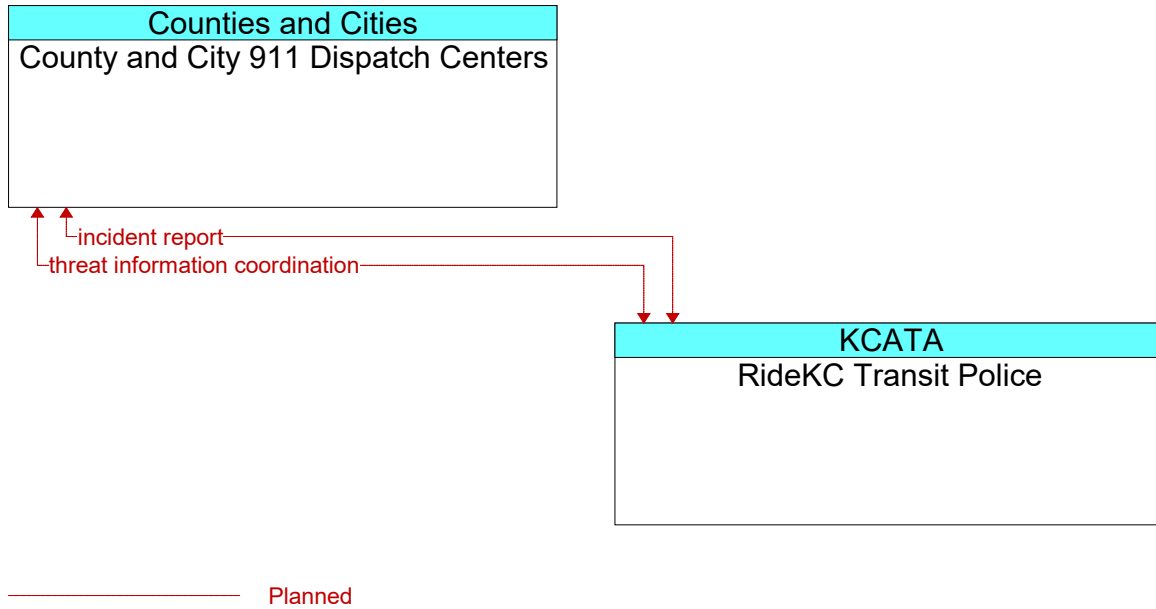 Counties and Cities
County and City 911 Dispatch Centers
incident report
threat information coordination
KCATA
RideKC Transit Police
Planned